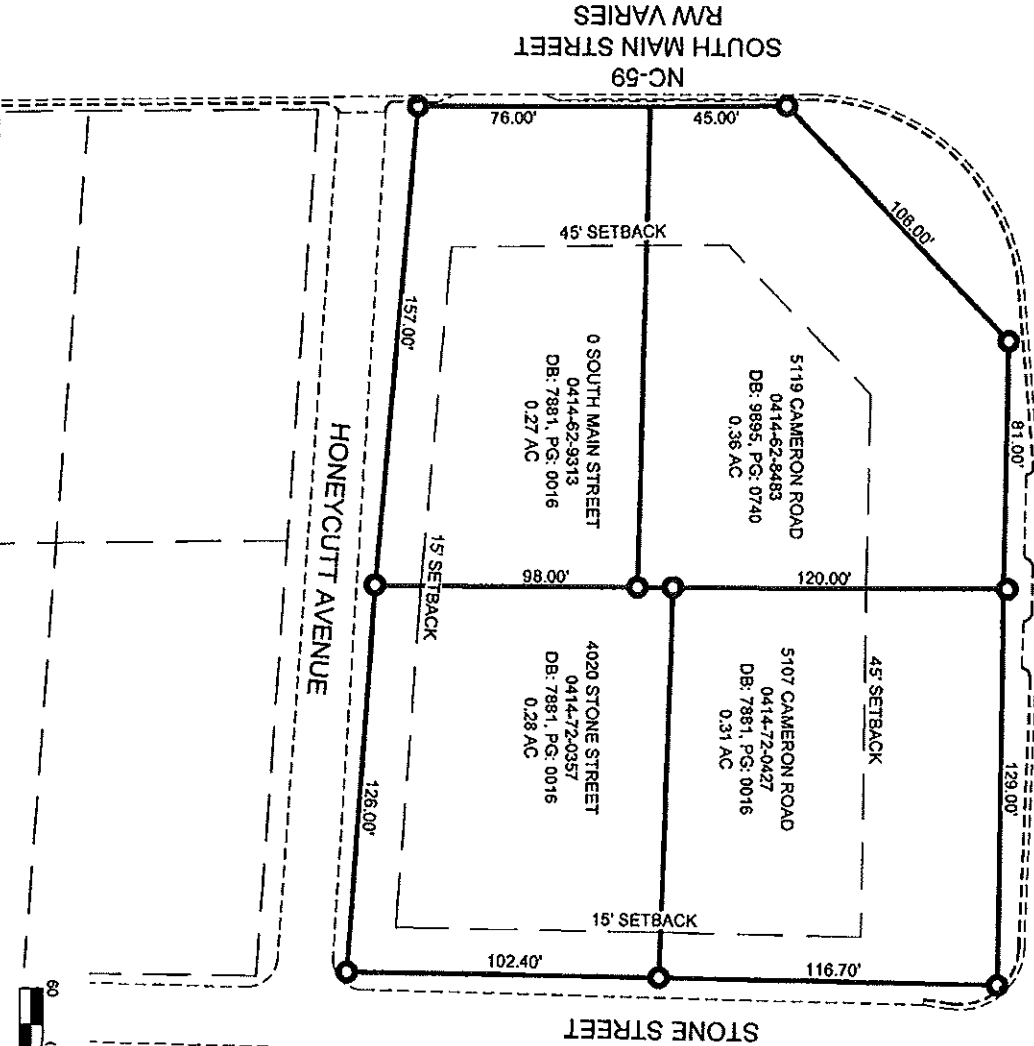 NC-59
SOUTH MAIN STREET
R/W VARIES
76.00'
45.00'
106.00'
81.00'
45' SETBACK
157.00'
0 SOUTH MAIN STREET
0414-62-9313
DB: 7881, PG: 0016
0.27 AC
5119 CAMERON ROAD
0414-62-8483
DB: 9895, PG: 0740
0.36 AC
HONEYCUTT AVENUE
15' SETBACK
98.00'
120.00'
4020 STONE STREET
0414-72-0357
DB: 7881, PG: 0016
0.28 AC
5107 CAMERON ROAD
0414-72-0427
DB: 7881, PG: 0016
0.31 AC
45' SETBACK
129.00'
126.00'
15' SETBACK
102.40'
116.70'
STONE STREET
60